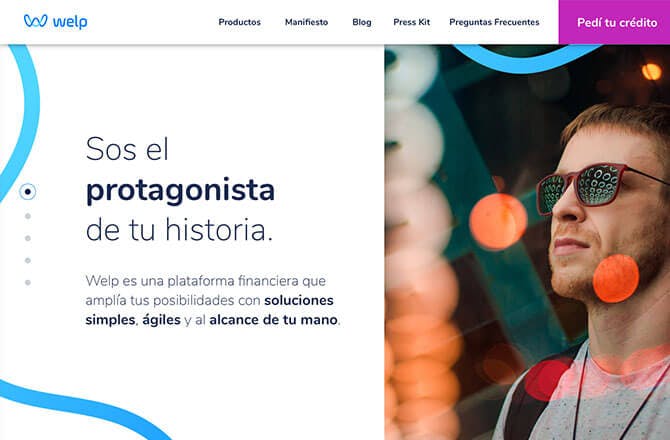 welp
Productos Manifiesto Blog Press Kit Preguntas Frecuentes Pedí tu crédito
Sos el
protagonista
de tu historia.
Welp es una plataforma financiera que
amplía tus posibilidades con soluciones
simples, ágiles y al alcance de tu mano.